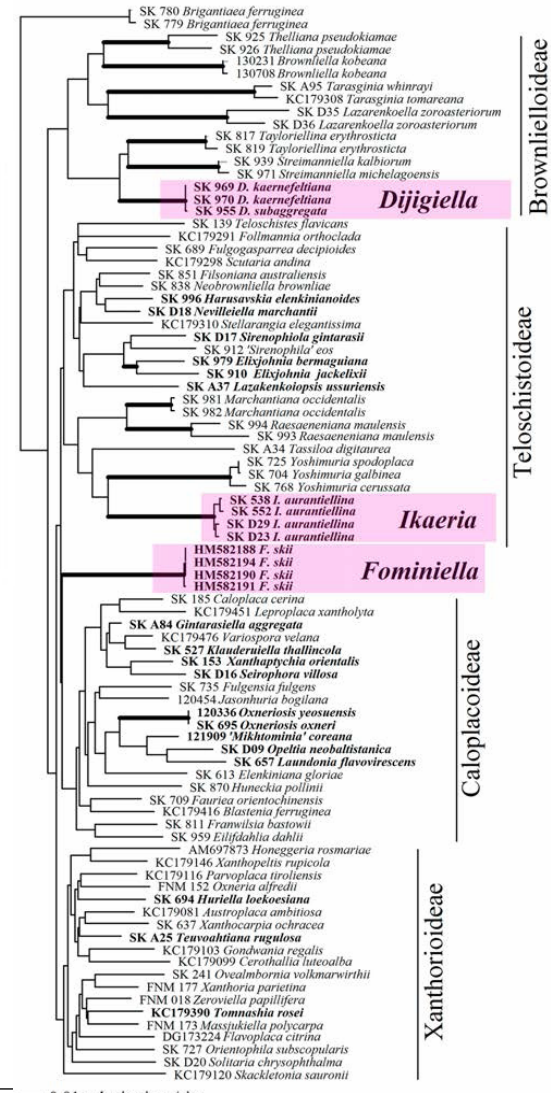 SK 780 Brigantiaea ferruginea
SK 779 Brigantiaea ferruginea
SK 925 Thelliana pseudokiamae
SK 926 Thelliana pseudokiamae
130231 Brownliella kobeana
130708 Brownliella kobeana
SK A95 Tarasginia whinrayi
KC179308 Tarasginia tomareana
SK D35 Lazarenkoella zoroasteriorum
SK D36 Lazarenkoella zoroasteriorum
SK 817 Tayloriellina erythrosticta
SK 819 Tayloriellina erythrosticta
SK 939 Streimanniella kalbiorum
SK 971 Streimanniella michelagoensis
SK 969 D. kaernefeltiana
SK 970 D. kaernefeltiana
SK 955 D. subaggregata
Dijigiella
Brownlielloideae
SK 139 Teloschistes flavicans
KC179291 Follmannia orthoclada
SK 689 Fulgogasparrea decipioides
KC179298 Scutaria andina
SK 851 Filsoniana australiensis
SK 838 Neobrownliella brownliae
SK 996 Harusavskia elenkinianoides
SK D18 Nevilleiella marchantii
KC179310 Stellarangia elegantissima
SK D17 Sirenophiola gintarasii
SK 912 'Sirenophila' eos
SK 979 Elixjohnia bermaguiana
SK 910 Elixjohnia jackelixii
SK A37 Lazakenkoiopsis ussuriensis
SK 981 Marchantiana occidentalis
SK 982 Marchantiana occidentalis
SK 994 Raesaeneniana maulensis
SK 993 Raesaeneniana maulensis
SK A34 Tassiloa digitaurea
SK 725 Yoshimuria spodoplaca
SK 704 Yoshimuria galbinea
SK 768 Yoshimuria cerussata
SK 538 I. aurantiellina
SK 552 I. aurantiellina
SK D29 I. aurantiellina
SK D23 I. aurantiellina
Ikaeria
Teloschistoideae
HM582188 F. skii
HM582194 F. skii
HM582190 F. skii
HM582191 F. skii
Fominiella
SK 185 Caloplaca cerina
KC179451 Leproplaca xantholyta
SK A84 Gintarasiella aggregata
KC179476 Variospora velana
SK 527 Klauderuiella thallincola
SK 153 Xanthaptychia orientalis
SK D16 Seirophora villosa
SK 735 Fulgensia fulgens
120454 Jasonhuria bogilana
120336 Oxneriosis yeosuensis
SK 695 Oxneriosis oxneri
121909 'Mikhtominia' coreana
SK D09 Opeltia neobaltistanica
SK 657 Laundonia flavovirescens
SK 613 Elenkiniana gloriae
SK 870 Huneckia pollinii
SK 709 Fauriea orientochinensis
KC179416 Blastenia ferruginea
SK 811 Franwilsia bastowii
SK 959 Eilifdahlia dahlii
Caloplacoideae
AM697873 Honeggeria rosmariae
KC179146 Xanthopeltis rupicola
KC179116 Parvoplaca tiroliensis
FNM 152 Oxneria alfredii
SK 694 Huriella loekoesiana
KC179081 Austroplaca ambitiosa
SK 637 Xanthocarpia ochracea
SK A25 Teuvoahtiana rugulosa
KC179103 Gondwania regalis
KC179099 Cerothallia luteoalba
SK 241 Ovealmbornia volkmarwirthii
FNM 177 Xanthoria parietina
FNM 018 Zeroviella papillifera
KC179390 Tomnashia rosei
FNM 173 Massjukiella polycarpa
DG173224 Flavoplaca citrina
SK 727 Orientophila subscopularis
SK D20 Solitaria chrysophthalma
KC179120 Skackletonia sauronii
Xanthorioideae